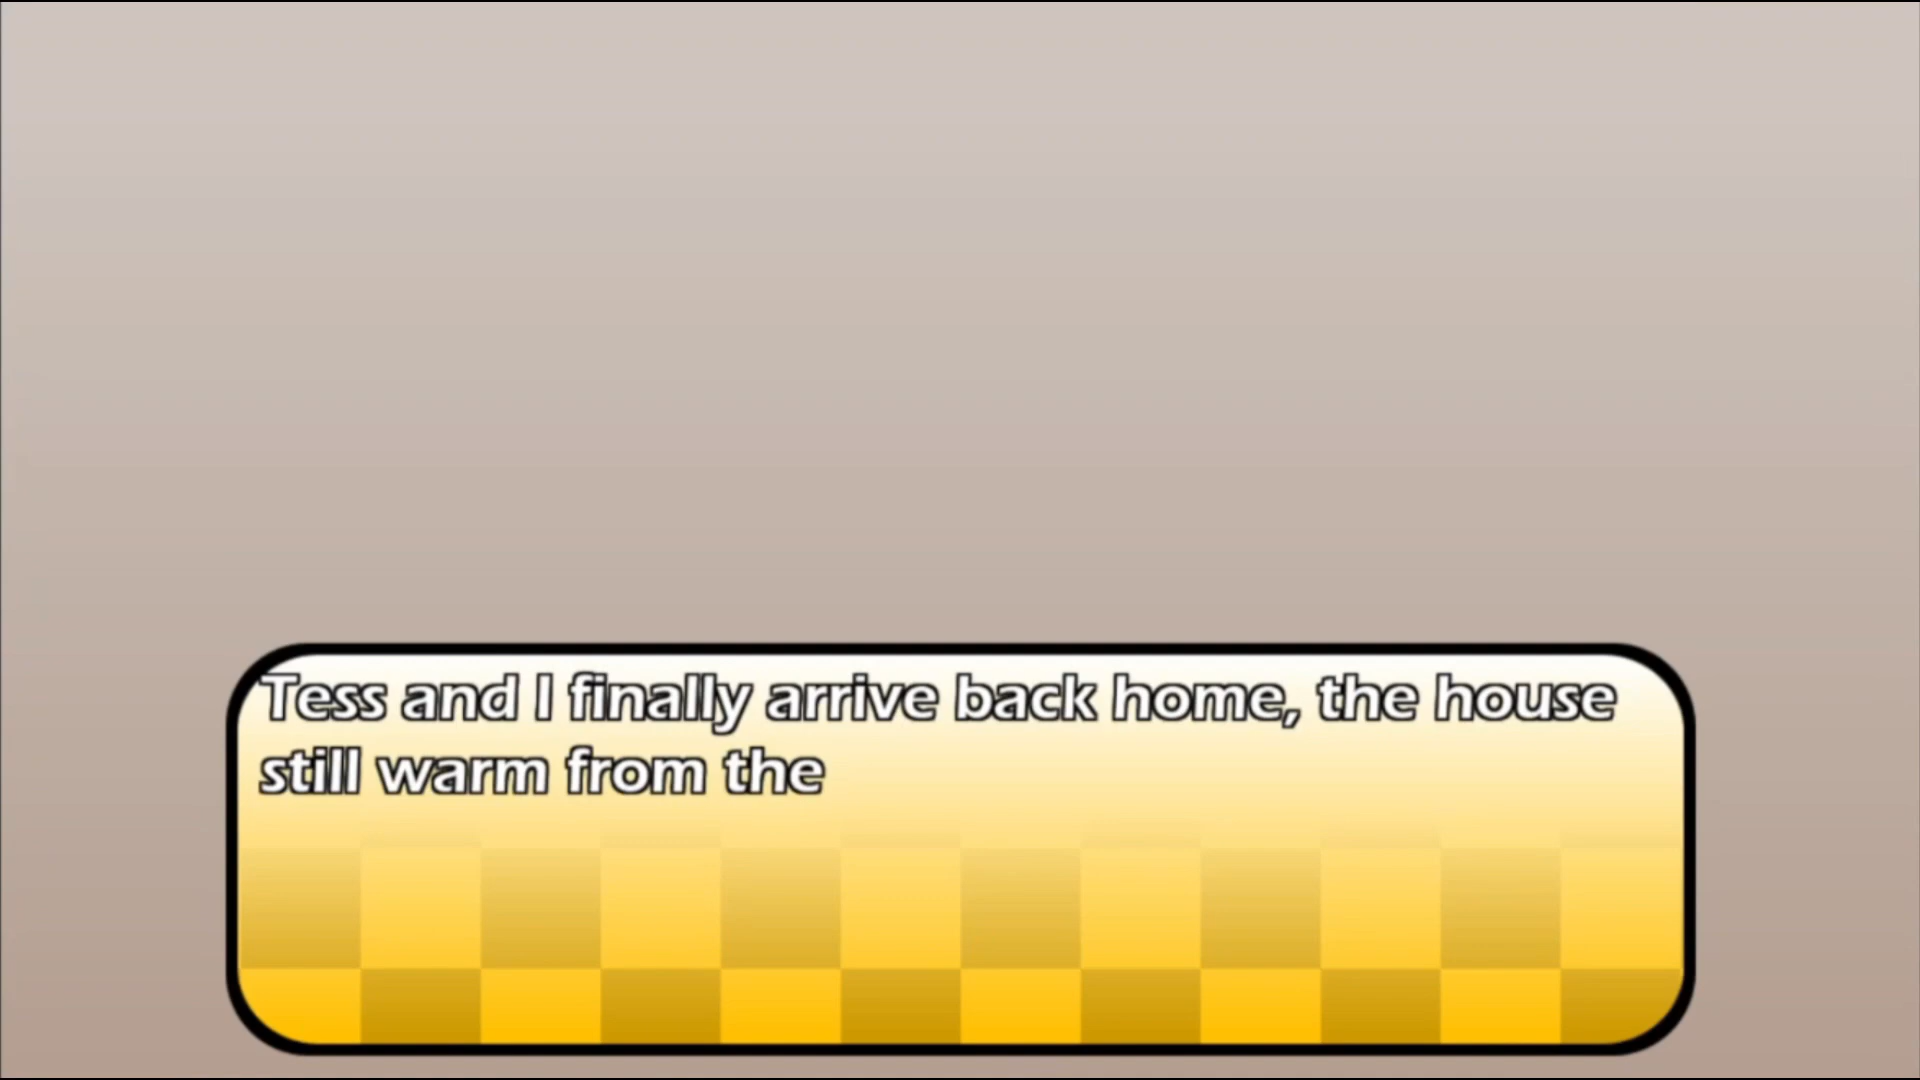 Tess and I finally arrive back home, the house
still warm from the